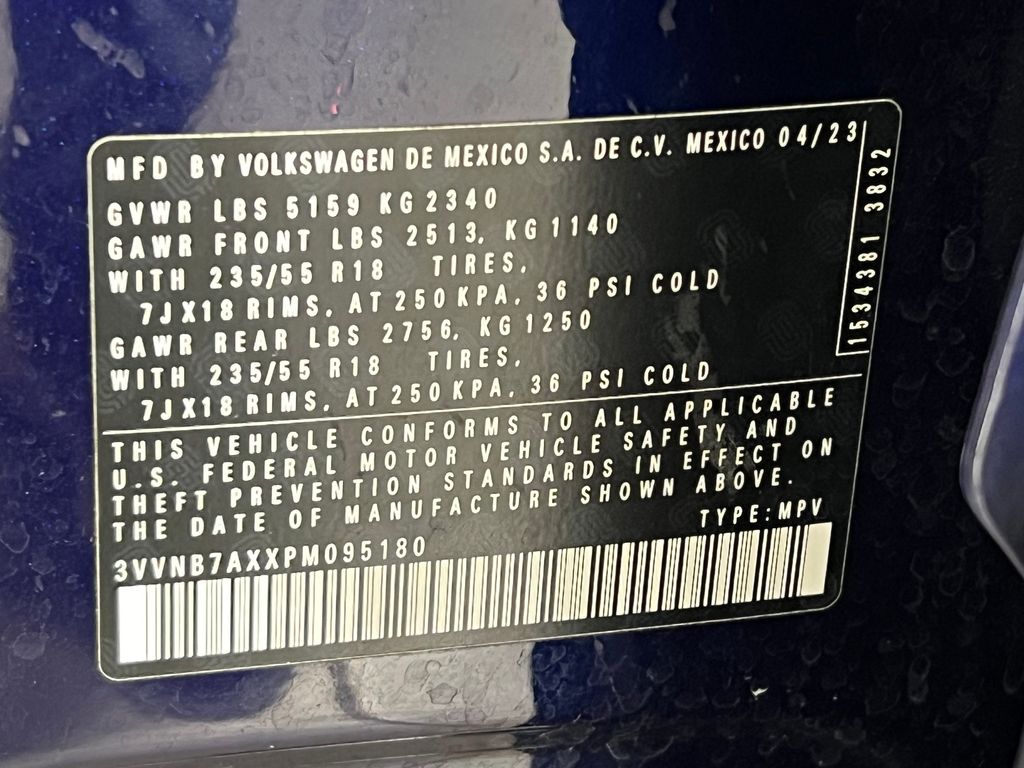 MFD BY VOLKSWAGEN DE MEXICO S.A. DE C.V. MEXICO 04/23
GVWR LBS 5159 KG 2340
GAWR FRONT LBS 2513, KG 1140
WITH 235/55 R18 TIRES,
7JX18 RIMS, AT 250 KPA, 36 PSI COLD
GAWR REAR LBS 2756, KG 1250
WITH 235/55 R18 TIRES,
7JX18 RIMS, AT 250 KPA, 36 PSI COLD
1534381 3832
THIS VEHICLE CONFORMS TO ALL APPLICABLE
U.S. FEDERAL MOTOR VEHICLE SAFETY AND
THEFT PREVENTION STANDARDS IN EFFECT ON
THE DATE OF MANUFACTURE SHOWN ABOVE.
TYPE: MPV
3VVNB7AXXPM095180